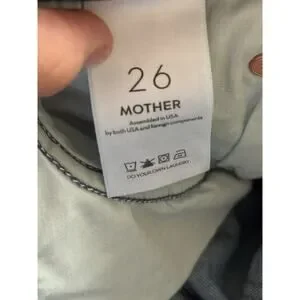 26
MOTHER
Assembled in USA
by both USA and foreign components
DO YOUR OWN LAUNDRY